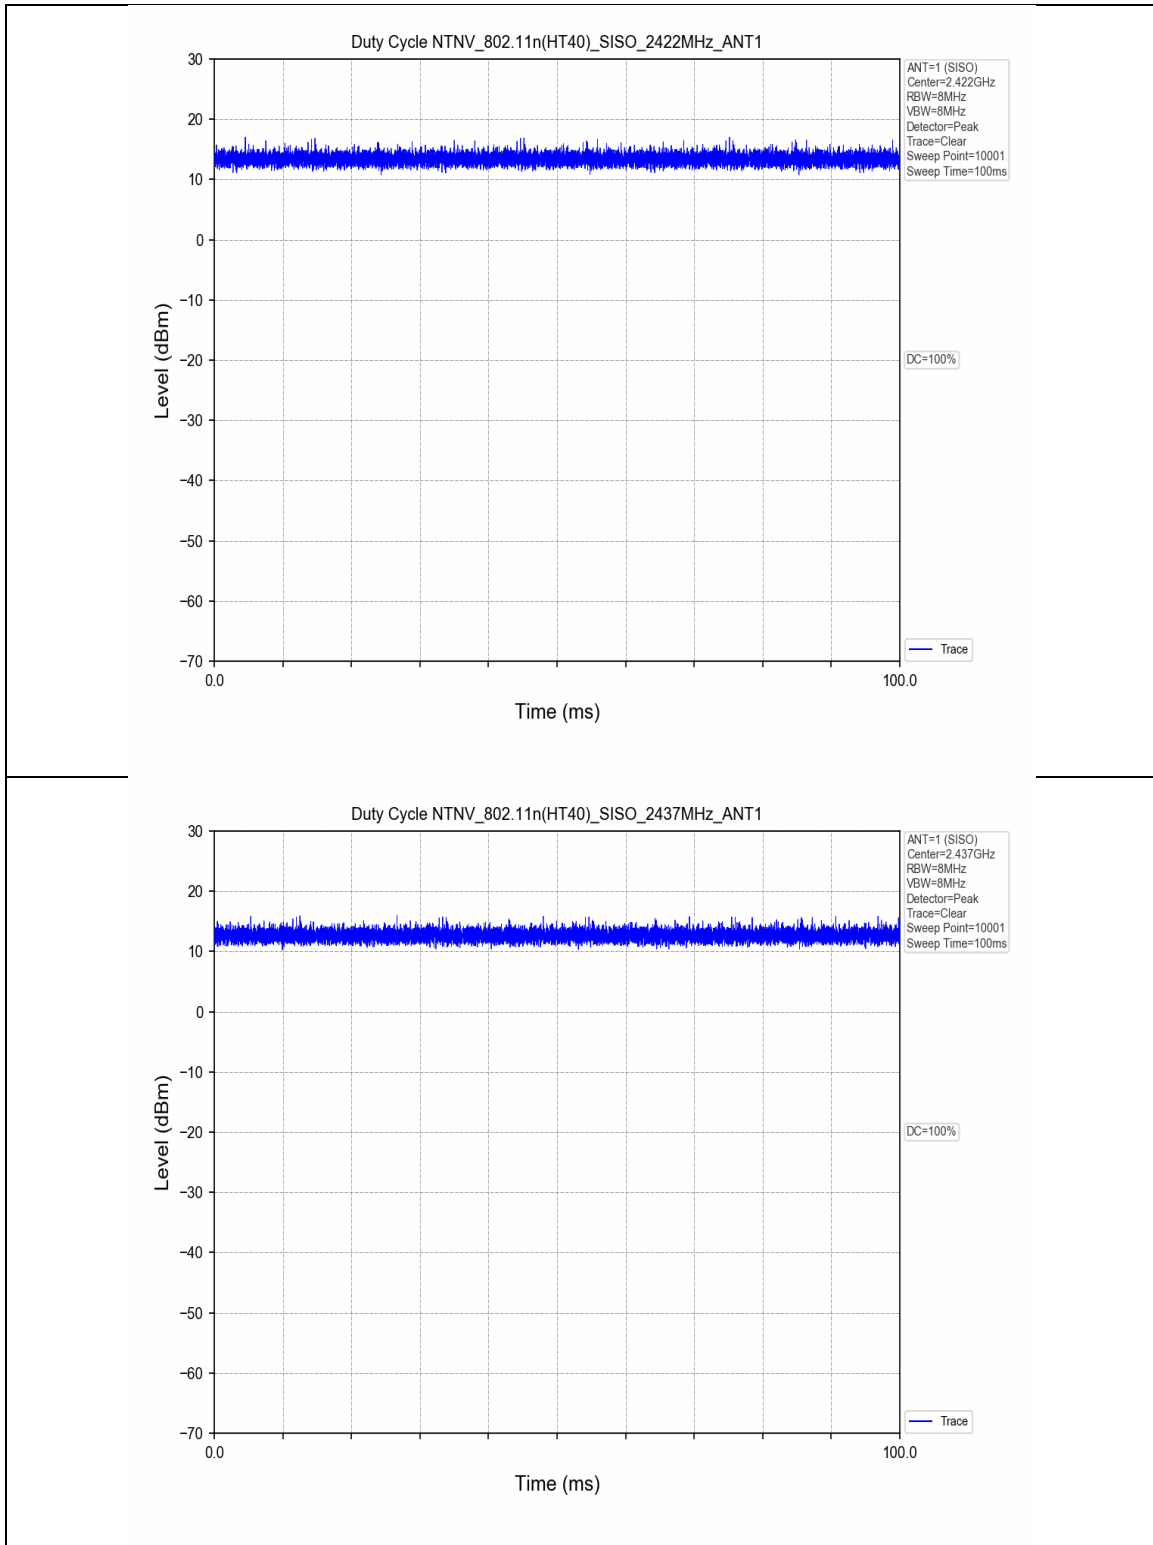 Duty Cycle NTNV_802.11n(HT40)_SISO_2422MHz_ANT1
30
20
10
0
−10
−20
−30
−40
−50
−60
−70
Level (dBm)
0.0
100.0
Time (ms)
ANT=1 (SISO)
Center=2.422GHz
RBW=8MHz
VBW=8MHz
Detector=Peak
Trace=Clear
Sweep Point=10001
Sweep Time=100ms
DC=100%
Trace
Duty Cycle NTNV_802.11n(HT40)_SISO_2437MHz_ANT1
30
20
10
0
−10
−20
−30
−40
−50
−60
−70
Level (dBm)
0.0
100.0
Time (ms)
ANT=1 (SISO)
Center=2.437GHz
RBW=8MHz
VBW=8MHz
Detector=Peak
Trace=Clear
Sweep Point=10001
Sweep Time=100ms
DC=100%
Trace